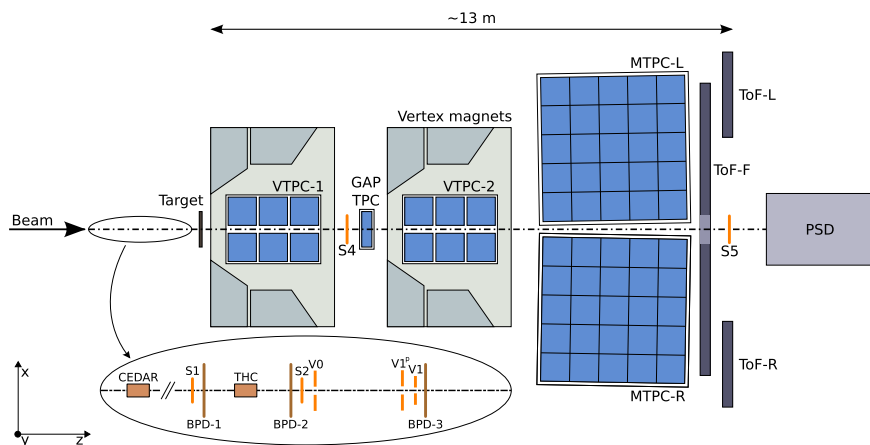 ~13 m
MTPC-L
ToF-L
Vertex magnets
ToF-F
Target
VTPC-1
GAP
TPC
VTPC-2
Beam
S4
S5
PSD
CEDAR
S1
THC
S2
V0
V1P
V1
BPD-1
BPD-2
BPD-3
MTPC-R
ToF-R
x
y
z